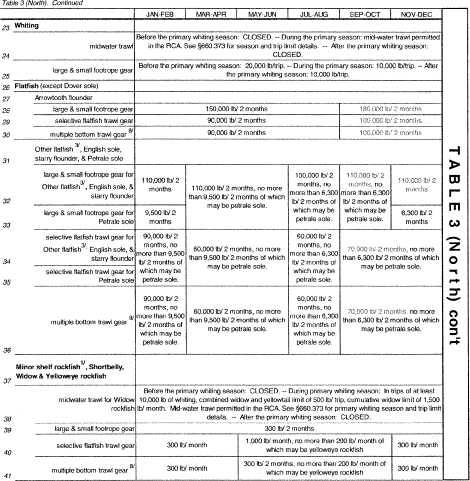 Table 3 (North). Continued
JAN-FEB MAR-APR MAY-JUN JUL-AUG SEP-OCT NOV-DEC
23 Whiting
24 midwater trawl
Before the primary whiting season: CLOSED. -- During the primary season: mid-water trawl permitted
in the RCA. See §660.373 for season and trip limit details. -- After the primary whiting season:
CLOSED.
25 large & small footrope gear
Before the primary whiting season: 20,000 lb/trip. -- During the primary season: 10,000 lb/trip. -- After
the primary whiting season: 10,000 lb/trip.
26 Flatfish (except Dover sole)
27 Arrowtooth flounder
28 large & small footrope gear 150,000 lb/ 2 months 180,000 lb/ 2 months
29 selective flatfish trawl gear 90,000 lb/ 2 months 100,000 lb/ 2 months
30 multiple bottom trawl gear 8/ 90,000 lb/ 2 months 100,000 lb/ 2 months
31
Other flatfish 3/, English sole,
starry flounder, & Petrale sole
32
large & small footrope gear for
Other flatfish 3/, English sole, &
starry flounder
110,000 lb/ 2
months
110,000 lb/ 2 months, no more
than 9,500 lb/ 2 months of which
may be petrale sole.
100,000 lb/ 2
months, no
more than 6,300
lb/ 2 months of
which may be
petrale sole.
110,000 lb/ 2
months, no
more than 6,300
lb/ 2 months of
which may be
petrale sole.
110,000 lb/ 2
months
33
large & small footrope gear for
Petrale sole
9,500 lb/ 2
months
6,300 lb/ 2
months
34
selective flatfish trawl gear for
Other flatfish 3/, English sole, &
starry flounder
35
selective flatfish trawl gear for
Petrale sole
90,000 lb/ 2
months, no
more than 9,500
lb/ 2 months of
which may be
petrale sole.
60,000 lb/ 2 months, no more
than 9,500 lb/ 2 months of which
may be petrale sole.
60,000 lb/ 2
months, no
more than 6,300
lb/ 2 months of
which may be
petrale sole.
70,000 lb/ 2 months, no more
than 6,300 lb/ 2 months of which
may be petrale sole.
36
multiple bottom trawl gear 8/
90,000 lb/ 2
months, no
more than 9,500
lb/ 2 months of
which may be
petrale sole.
60,000 lb/ 2 months, no more
than 9,500 lb/ 2 months of which
may be petrale sole.
60,000 lb/ 2
months, no
more than 6,300
lb/ 2 months of
which may be
petrale sole.
70,000 lb/ 2 months, no more
than 6,300 lb/ 2 months of which
may be petrale sole.
37
Minor shelf rockfish 1/, Shortbelly,
Widow & Yelloweye rockfish
38
midwater trawl for Widow
rockfish
Before the primary whiting season: CLOSED. -- During primary whiting season: In trips of at least
10,000 lb of whiting, combined widow and yellowtail limit of 500 lb/ trip, cumulative widow limit of 1,500
lb/ month. Mid-water trawl permitted in the RCA. See §660.373 for primary whiting season and trip limit
details. -- After the primary whiting season: CLOSED.
39 large & small footrope gear 300 lb/ 2 months
40 selective flatfish trawl gear 300 lb/ month
1,000 lb/ month, no more than 200 lb/ month of
which may be yelloweye rockfish
300 lb/ month
41 multiple bottom trawl gear 8/ 300 lb/ month
300 lb/ 2 months, no more than 200 lb/ month of
which may be yelloweye rockfish
300 lb/ month
TABLE 3 (North) con't